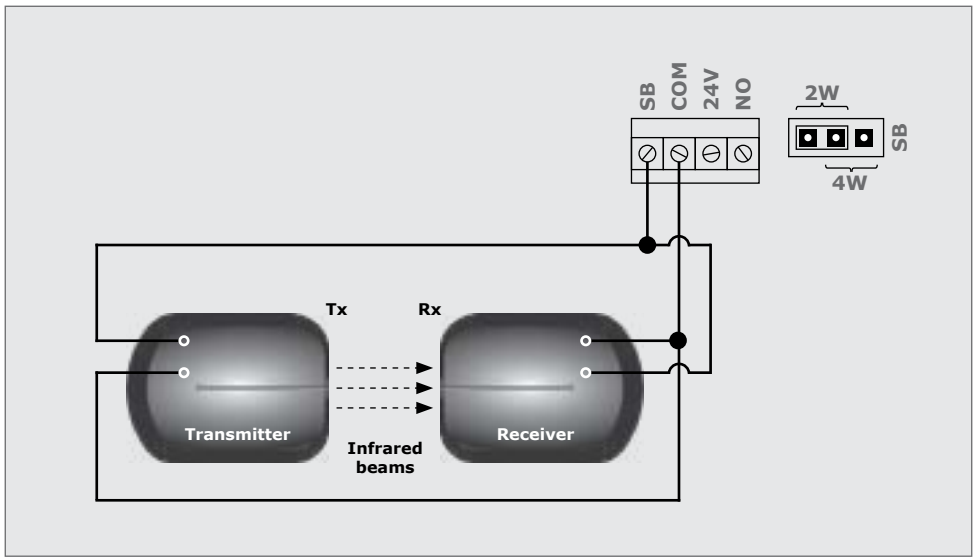 SB
COM
24V
NO
2W
SB
4W
Tx
Rx
Transmitter
Receiver
Infrared
beams